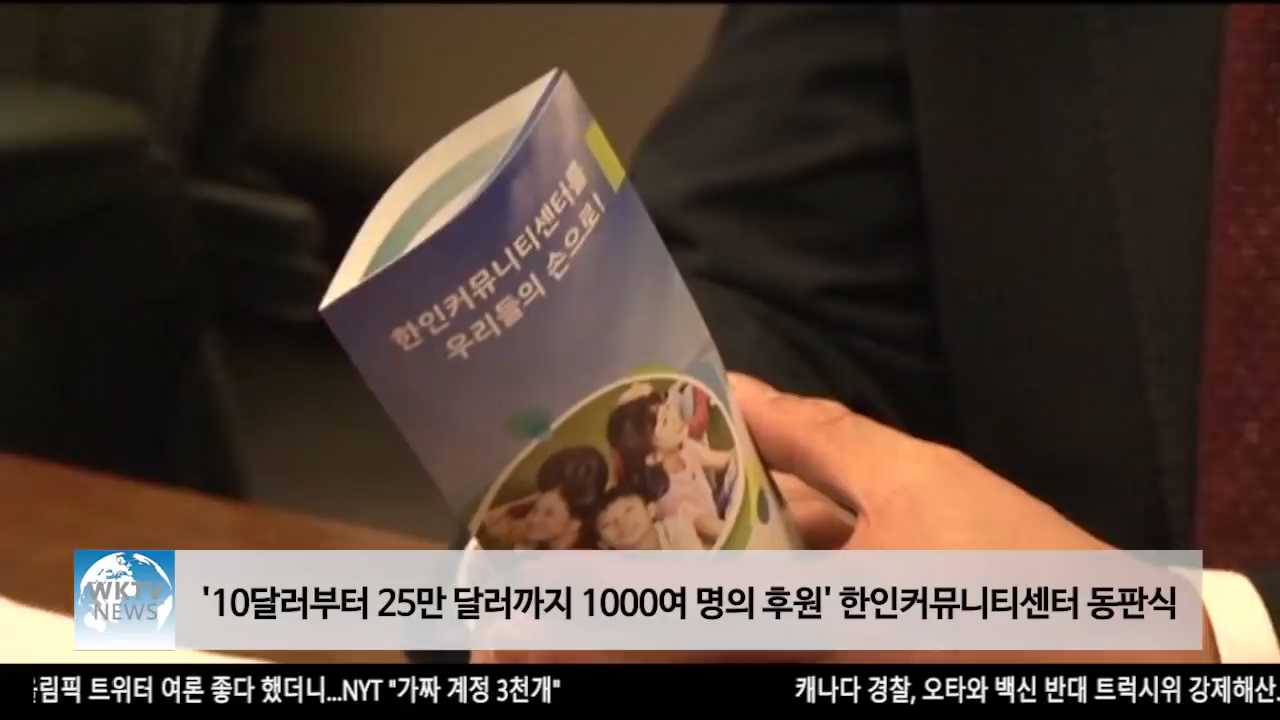 한인커뮤니티센터를
우리들의 손으로!
WKTV
NEWS
'10달러부터 25만 달러까지 1000여 명의 후원' 한인커뮤니티센터 동판식
트위터 여론 좋다 했더니...NYT "가짜 계정 3천개"
캐나다 경찰, 오타와 백신 반대 트럭시위 강제해산